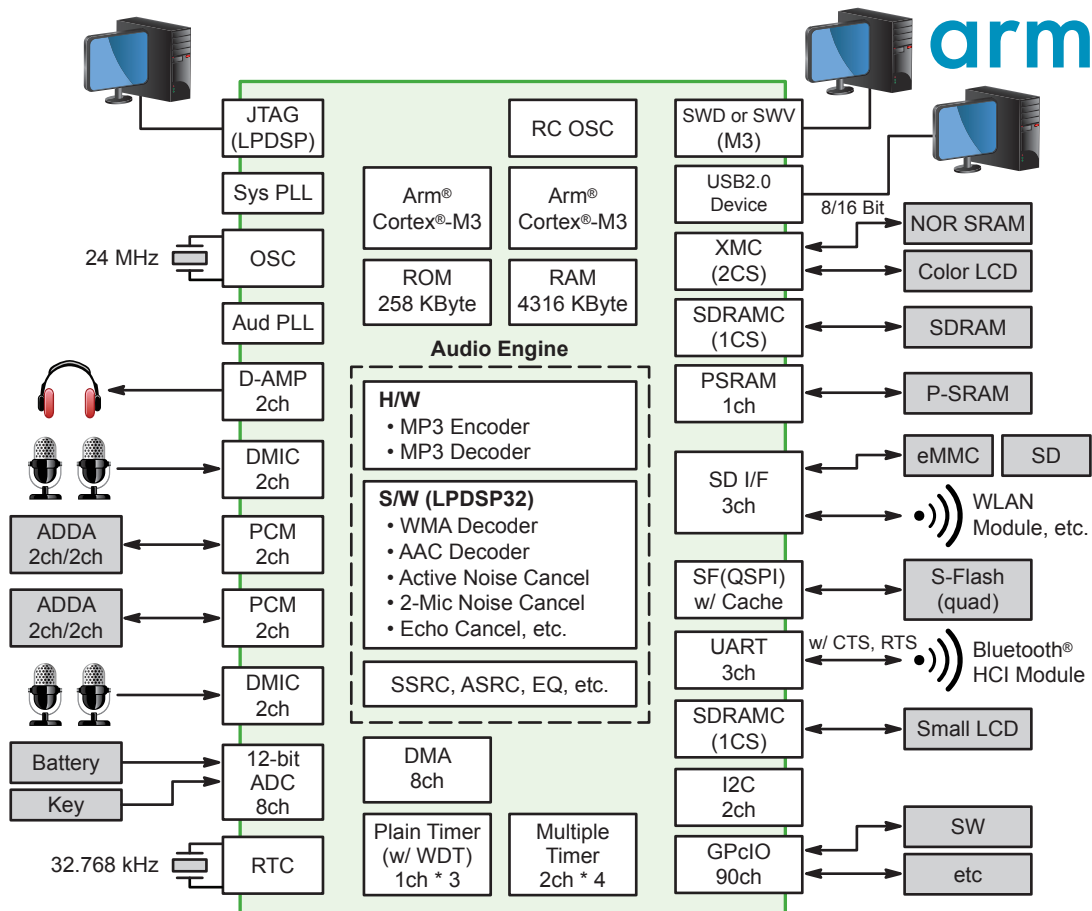 arm
JTAG
(LPDSP)
Sys PLL
24 MHz
OSC
Aud PLL
D-AMP
2ch
DMIC
2ch
ADDA
2ch/2ch
PCM
2ch
ADDA
2ch/2ch
PCM
2ch
DMIC
2ch
Battery
Key
12-bit
ADC
8ch
32.768 kHz
RTC
RC OSC
Arm®
Cortex®-M3
Arm®
Cortex®-M3
ROM
258 KByte
RAM
4316 KByte
Audio Engine
H/W
• MP3 Encoder
• MP3 Decoder
S/W (LPDSP32)
• WMA Decoder
• AAC Decoder
• Active Noise Cancel
• 2-Mic Noise Cancel
• Echo Cancel, etc.
SSRC, ASRC, EQ, etc.
DMA
8ch
Plain Timer
(w/ WDT)
1ch * 3
Multiple
Timer
2ch * 4
SWD or SWV
(M3)
USB2.0
Device
8/16 Bit
XMC
(2CS)
NOR SRAM
Color LCD
SDRAMC
(1CS)
SDRAM
PSRAM
1ch
P-SRAM
SD I/F
3ch
eMMC
SD
WLAN
Module, etc.
SF(QSPI)
w/ Cache
S-Flash
(quad)
UART
3ch
w/ CTS, RTS
Bluetooth®
HCI Module
SDRAMC
(1CS)
Small LCD
I2C
2ch
GPcIO
90ch
SW
etc